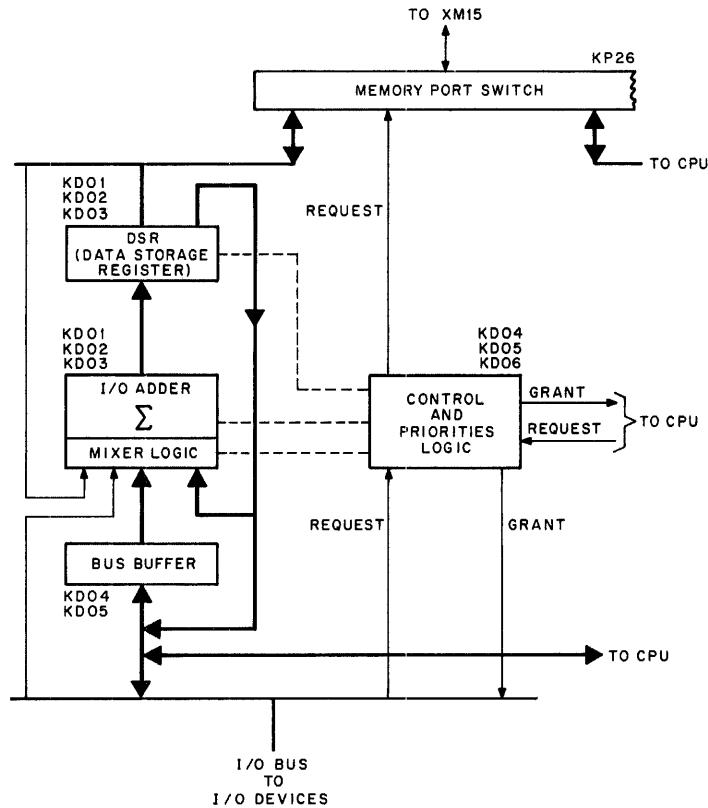 TO XM15
KP26
MEMORY PORT SWITCH
TO CPU
KD01
KD02
KD03
REQUEST
DSR
(DATA STORAGE
REGISTER)
KD01
KD02
KD03
KD04
KD05
KD06
I/O ADDER
Σ
MIXER LOGIC
CONTROL
AND
PRIORITIES
LOGIC
GRANT
REQUEST
TO CPU
REQUEST
GRANT
BUS BUFFER
KD04
KD05
TO CPU
I/O BUS
TO
I/O DEVICES